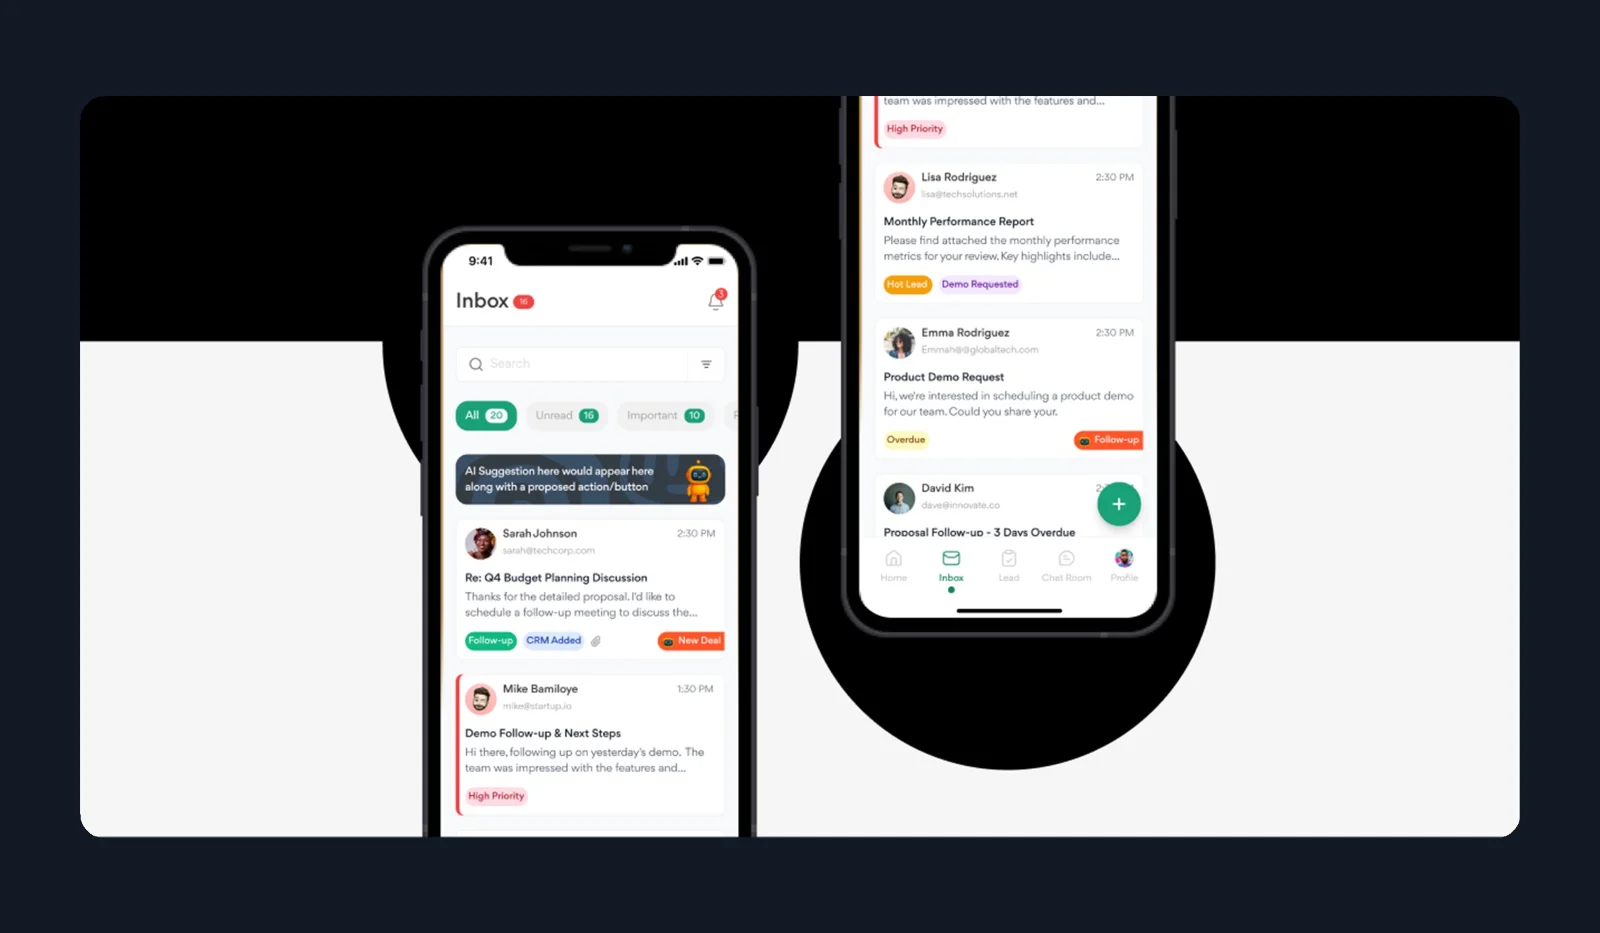 9:41
Inbox 16
3
Search
All 20
Unread 16
Important 10
AI Suggestion here would appear here
along with a proposed action/button
Sarah Johnson
2:30 PM
sarah@techcorp.com
Re: Q4 Budget Planning Discussion
Thanks for the detailed proposal. I'd like to
schedule a follow-up meeting to discuss the...
Follow-up
CRM Added
New Deal
Mike Bamiloye
1:30 PM
mike@startup.io
Demo Follow-up & Next Steps
Hi there, following up on yesterday's demo. The
team was impressed with the features and...
High Priority
team was impressed with the features and...
High Priority
Lisa Rodriguez
2:30 PM
lisa@techsolutions.net
Monthly Performance Report
Please find attached the monthly performance
metrics for your review. Key highlights include...
Hot Lead
Demo Requested
Emma Rodriguez
2:30 PM
Emmah@@globaltech.com
Product Demo Request
Hi, we're interested in scheduling a product demo
for our team. Could you share your.
Overdue
Follow-up
David Kim
dave@innovate.co
Proposal Follow-up - 3 Days Overdue
Home
Inbox
Lead
Chat Room
Profile